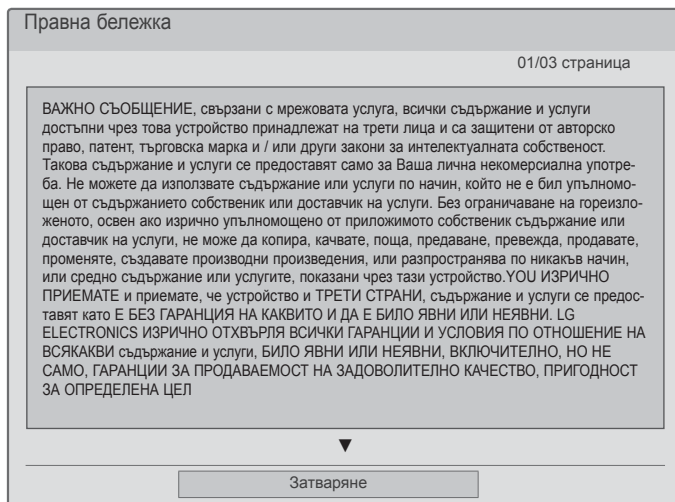 Правна бележка
01/03 страница
ВАЖНО СЪОБЩЕНИЕ, свързани с мрежовата услуга, всички съдържание и услуги
достъпни чрез това устройство принадлежат на трети лица и са защитени от авторско
право, патент, търговска марка и / или други закони за интелектуалната собственост.
Такова съдържание и услуги се предоставят само за Ваша лична некомерсиална употре-
ба. Не можете да използвате съдържание или услуги по начин, който не е бил упълномо-
щен от съдържанието собственик или доставчик на услуги. Без ограничаване на гореизло-
женото, освен ако изрично упълномощено от приложимото собственик съдържание или
доставчик на услуги, не може да копира, качвате, поща, предаване, превежда, продавате,
променяте, създавате производни произведения, или разпространява по никакъв начин,
или средно съдържание или услугите, показани чрез тази устройство.YOU ИЗРИЧНО
ПРИЕМАТЕ и приемате, че устройство и ТРЕТИ СТРАНИ, съдържание и услуги се предос-
тавят като Е БЕЗ ГАРАНЦИЯ НА КАКВИТО И ДА Е БИЛО ЯВНИ ИЛИ НЕЯВНИ. LG
ELECTRONICS ИЗРИЧНО ОТХВЪРЛЯ ВСИЧКИ ГАРАНЦИИ И УСЛОВИЯ ПО ОТНОШЕНИЕ НА
ВСЯКАКВИ съдържание и услуги, БИЛО ЯВНИ ИЛИ НЕЯВНИ, ВКЛЮЧИТЕЛНО, НО НЕ
САМО, ГАРАНЦИИ ЗА ПРОДАВАЕМОСТ НА ЗАДОВОЛИТЕЛНО КАЧЕСТВО, ПРИГОДНОСТ
ЗА ОПРЕДЕЛЕНА ЦЕЛ
Затваряне